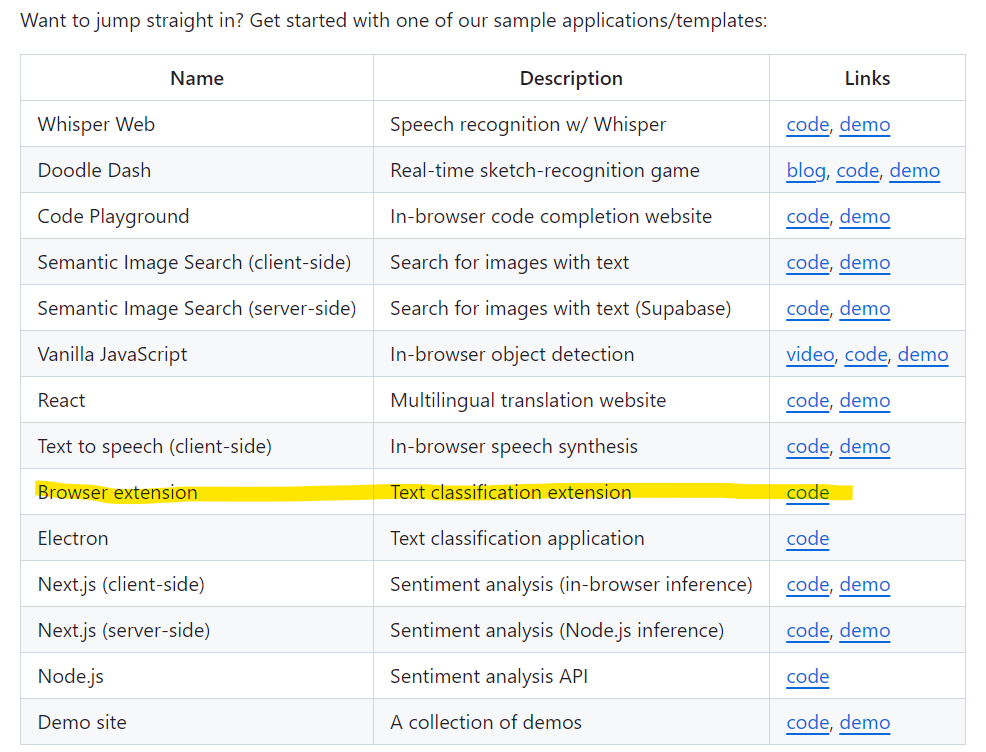 Want to jump straight in? Get started with one of our sample applications/templates:
Name Description Links
Whisper Web Speech recognition w/ Whisper code, demo
Doodle Dash Real-time sketch-recognition game blog, code, demo
Code Playground In-browser code completion website code, demo
Semantic Image Search (client-side) Search for images with text code, demo
Semantic Image Search (server-side) Search for images with text (Supabase) code, demo
Vanilla JavaScript In-browser object detection video, code, demo
React Multilingual translation website code, demo
Text to speech (client-side) In-browser speech synthesis code, demo
Browser extension Text classification extension code
Electron Text classification application code
Next.js (client-side) Sentiment analysis (in-browser inference) code, demo
Next.js (server-side) Sentiment analysis (Node.js inference) code, demo
Node.js Sentiment analysis API code
Demo site A collection of demos code, demo